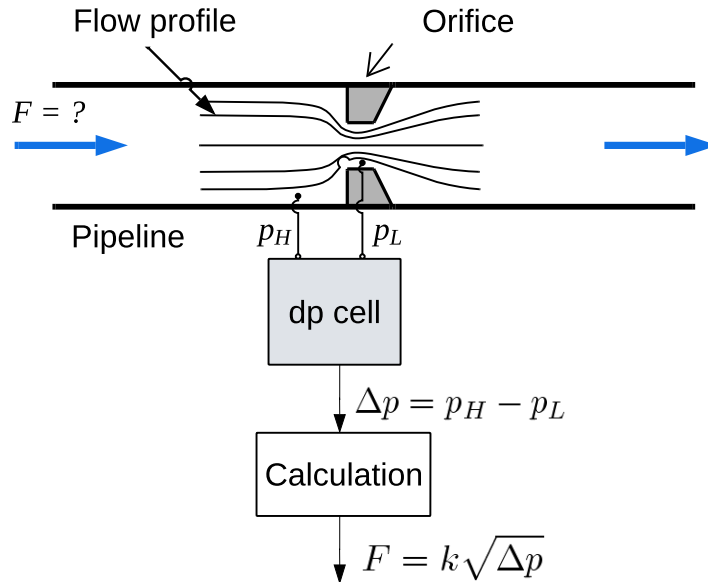 Flow profile
Orifice
F = ?
Pipeline
p_H
p_L
dp cell
Δp = p_H − p_L
Calculation
F = k√Δp